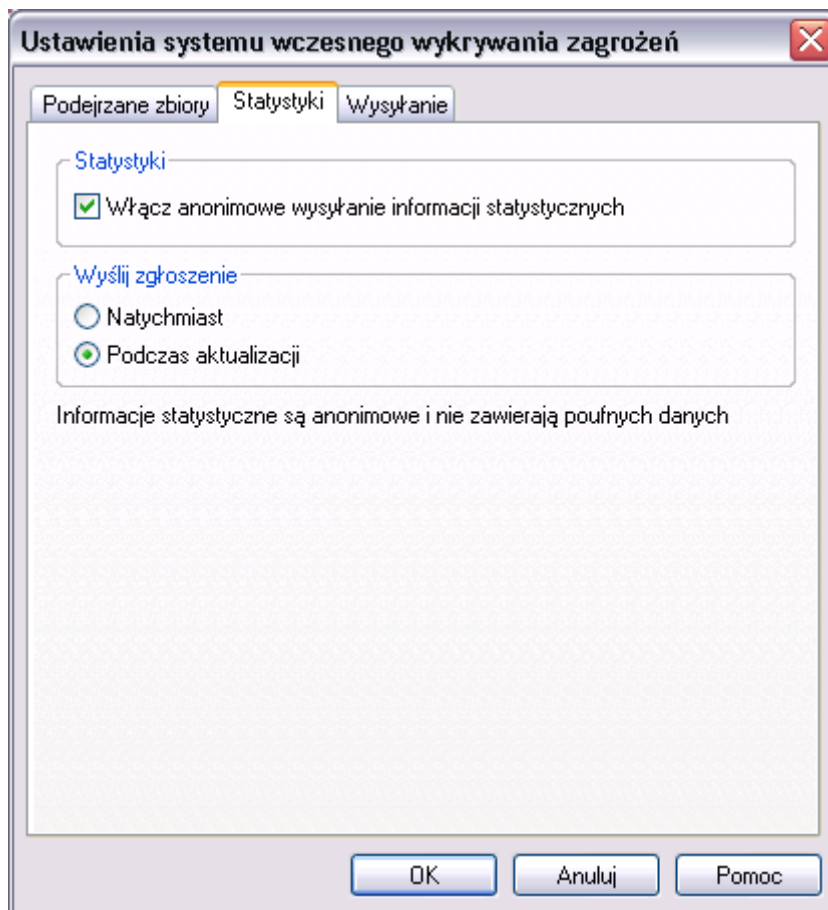 Ustawienia systemu wczesnego wykrywania zagrożeń
Podejrzane zbiory Statystyki Wysyłanie
Statystyki
Włącz anonimowe wysyłanie informacji statystycznych
Wyślij zgłoszenie
Natychmiast
Podczas aktualizacji
Informacje statystyczne są anonimowe i nie zawierają poufnych danych
OK Anuluj Pomoc